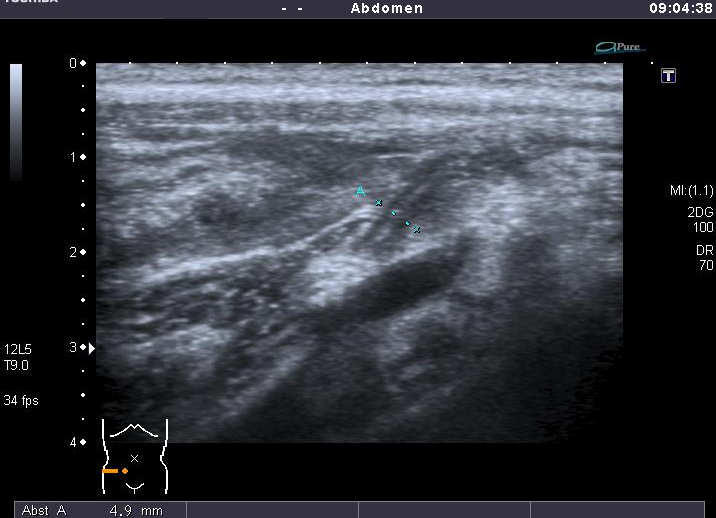 - - Abdomen 09:04:38
aPure
T
0
1
A
MI:(1.1)
2DG
100
DR
70
2
3
12L5
T9.0
34 fps
4
Abst A 4.9 mm